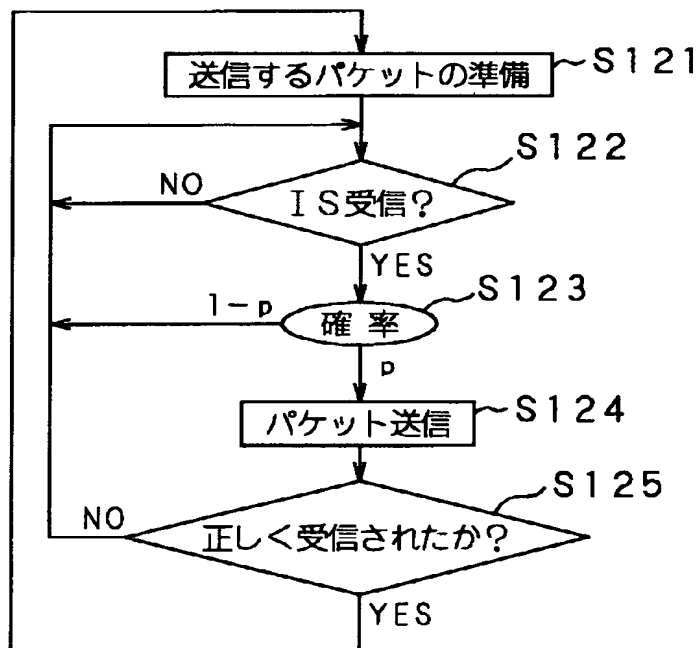 送信するパケットの準備 S121
S122
NO ＩＳ受信？
YES
S123
1-p 確率
p
パケット送信 S124
S125
NO 正しく受信されたか？
YES